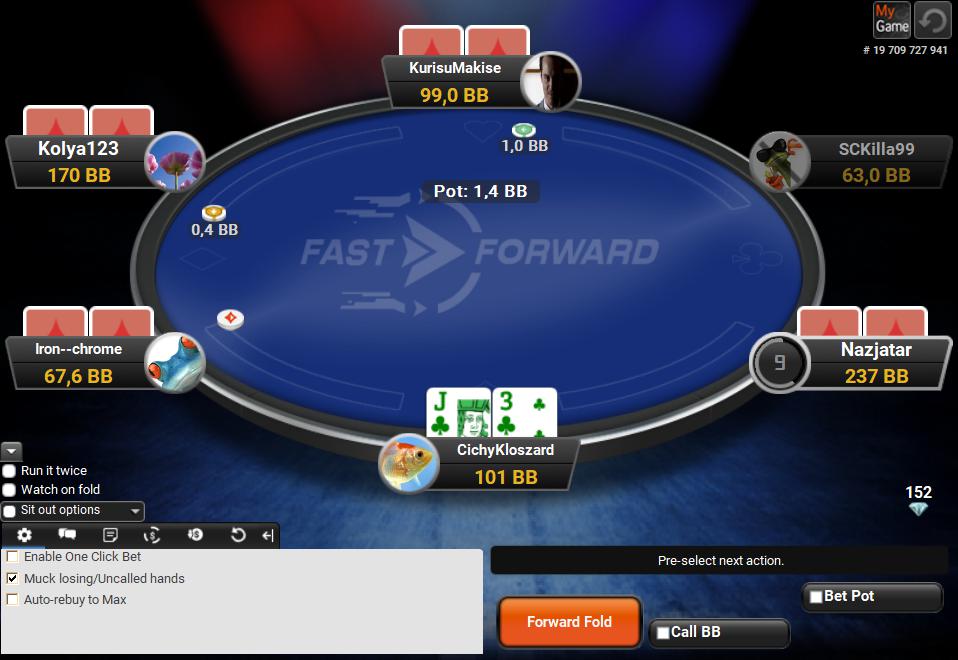 My
Game
# 19 709 727 941
KurisuMakise
99,0 BB
Kolya123
170 BB
1,0 BB
SCKilla99
63,0 BB
Pot: 1,4 BB
0,4 BB
FAST FORWARD
Iron--chrome
67,6 BB
9
Nazjatar
237 BB
J 3
CichyKloszard
101 BB
Run it twice
Watch on fold
Sit out options
152
Enable One Click Bet
Muck losing/Uncalled hands
Auto-rebuy to Max
Pre-select next action.
Bet Pot
Forward Fold
Call BB